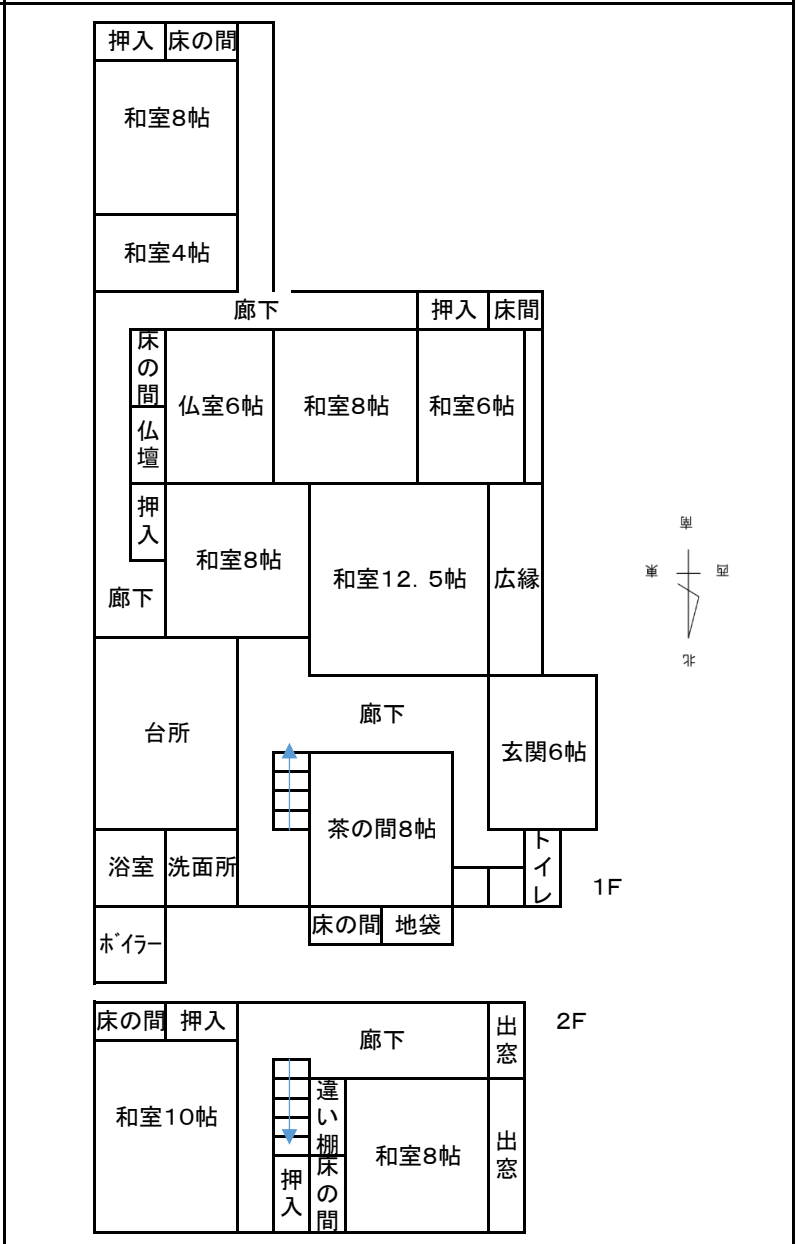 押入
床の間
和室8帖
和室4帖
廊下
押入
床間
床の間
仏壇
仏室6帖
和室8帖
和室6帖
押入
和室8帖
和室12．5帖
広縁
廊下
南
東
西
北
台所
廊下
玄関6帖
茶の間8帖
浴室
洗面所
トイレ
1F
床の間
地袋
ﾎﾞｲﾗｰ
床の間
押入
廊下
出窓
2F
和室10帖
違い棚
和室8帖
出窓
押入
床の間